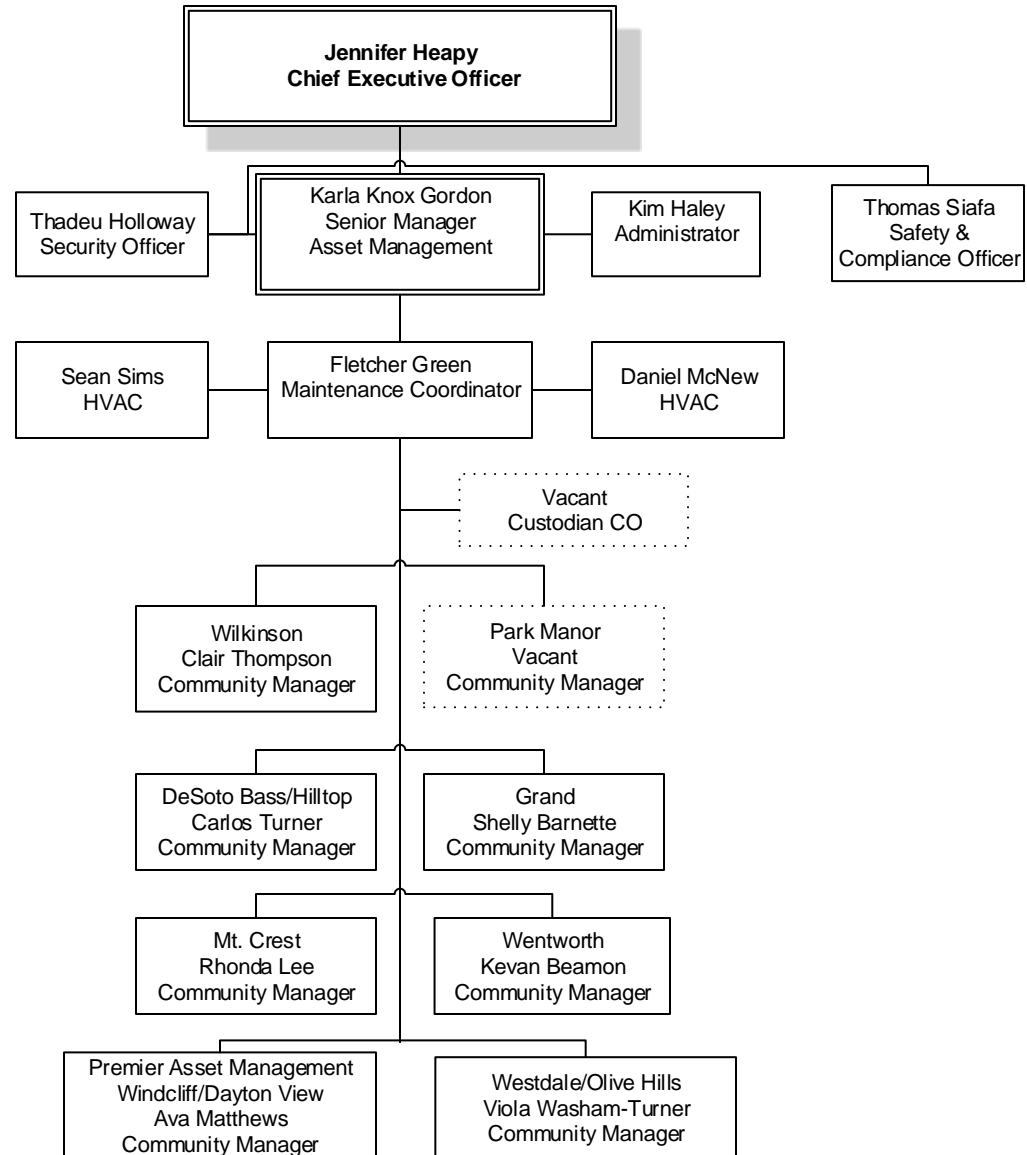 Jennifer Heapy
Chief Executive Officer
Thadeu Holloway
Security Officer
Karla Knox Gordon
Senior Manager
Asset Management
Kim Haley
Administrator
Thomas Siafa
Safety &
Compliance Officer
Sean Sims
HVAC
Fletcher Green
Maintenance Coordinator
Daniel McNew
HVAC
Vacant
Custodian CO
Wilkinson
Clair Thompson
Community Manager
Park Manor
Vacant
Community Manager
DeSoto Bass/Hilltop
Carlos Turner
Community Manager
Grand
Shelly Barnette
Community Manager
Mt. Crest
Rhonda Lee
Community Manager
Wentworth
Kevan Beamon
Community Manager
Premier Asset Management
Windcliff/Dayton View
Ava Matthews
Community Manager
Westdale/Olive Hills
Viola Washam-Turner
Community Manager